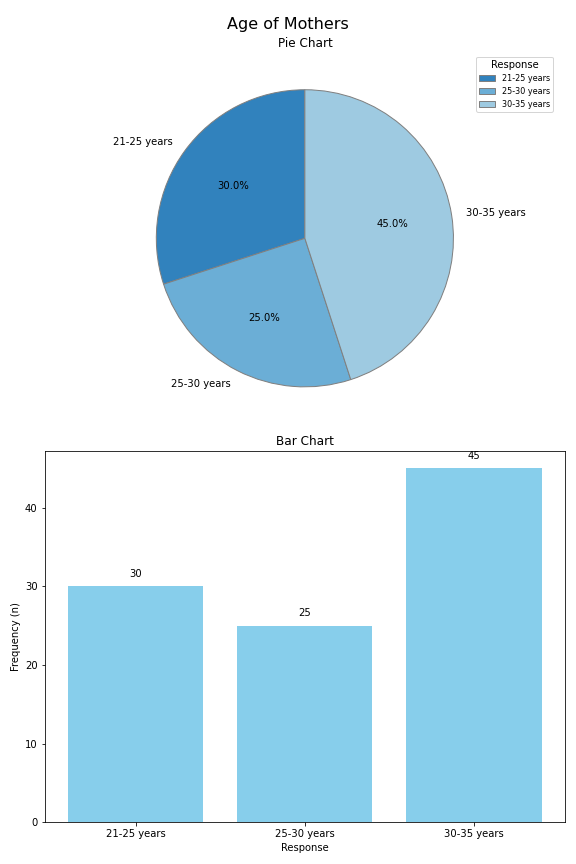 Age of Mothers
Pie Chart
Response
21-25 years
25-30 years
30-35 years
21-25 years
30.0%
45.0%
30-35 years
25.0%
25-30 years
Bar Chart
45
30
25
Frequency (n)
40
30
20
10
0
21-25 years
25-30 years
30-35 years
Response